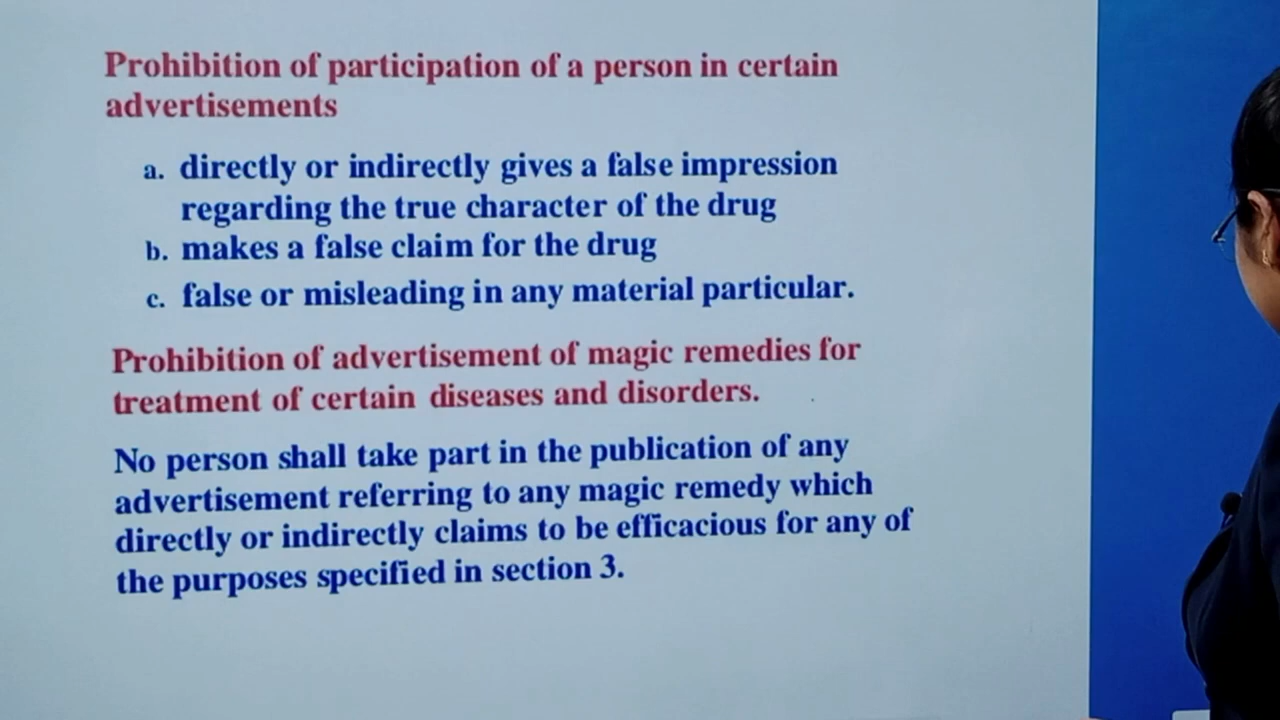 Prohibition of participation of a person in certain
advertisements
a. directly or indirectly gives a false impression
regarding the true character of the drug
b. makes a false claim for the drug
c. false or misleading in any material particular.
Prohibition of advertisement of magic remedies for
treatment of certain diseases and disorders.
No person shall take part in the publication of any
advertisement referring to any magic remedy which
directly or indirectly claims to be efficacious for any of
the purposes specified in section 3.